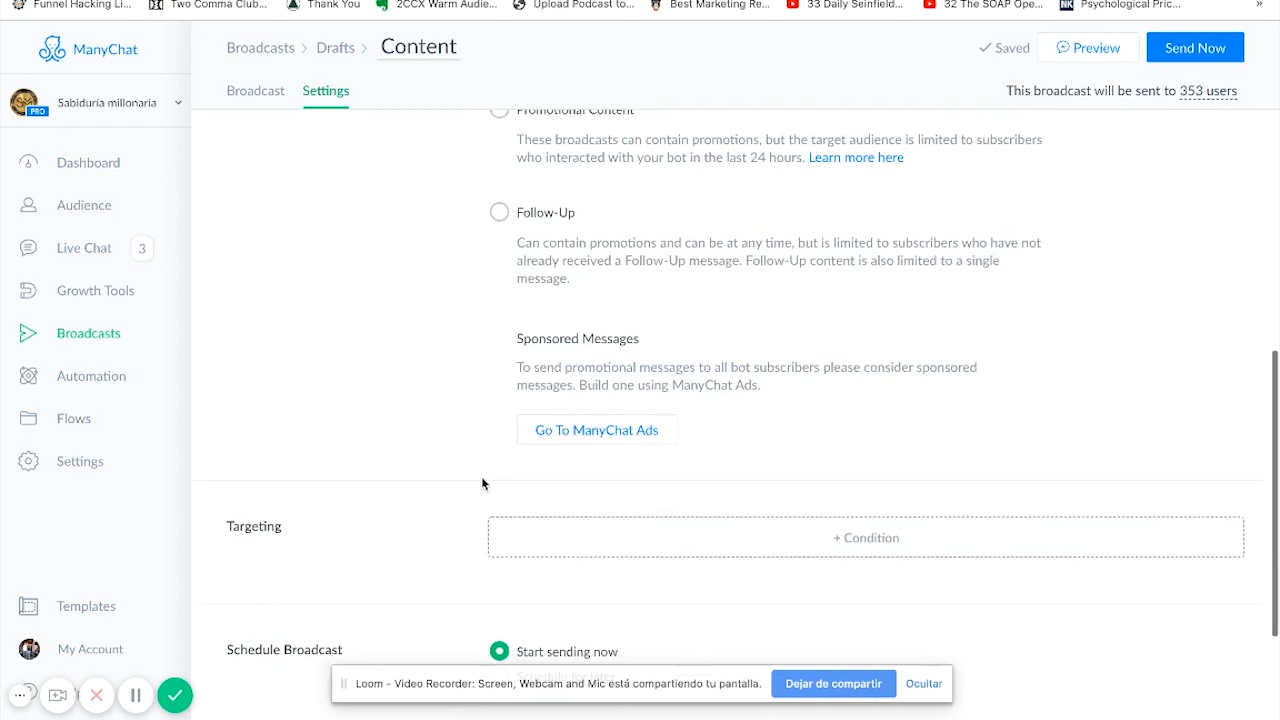 Funnel Hacking Li...
Two Comma Club...
Thank You
2CCX Warm Audie...
Upload Podcast to...
Best Marketing Re...
33 Daily Seinfeld...
32 The SOAP Ope...
NK
Psychological Pric...
»
ManyChat
Broadcasts
Drafts
Content
Saved
Preview
Send Now
Sabiduría millonaria
PRO
Broadcast
Settings
This broadcast will be sent to 353 users
Promotional Content
These broadcasts can contain promotions, but the target audience is limited to subscribers
who interacted with your bot in the last 24 hours. Learn more here
Dashboard
Audience
Live Chat
3
Growth Tools
Broadcasts
Automation
Flows
Settings
Follow-Up
Can contain promotions and can be at any time, but is limited to subscribers who have not
already received a Follow-Up message. Follow-Up content is also limited to a single
message.
Sponsored Messages
To send promotional messages to all bot subscribers please consider sponsored
messages. Build one using ManyChat Ads.
Go To ManyChat Ads
Targeting
+ Condition
Templates
My Account
Schedule Broadcast
Start sending now
Loom - Video Recorder: Screen, Webcam and Mic está compartiendo tu pantalla.
Dejar de compartir
Ocultar